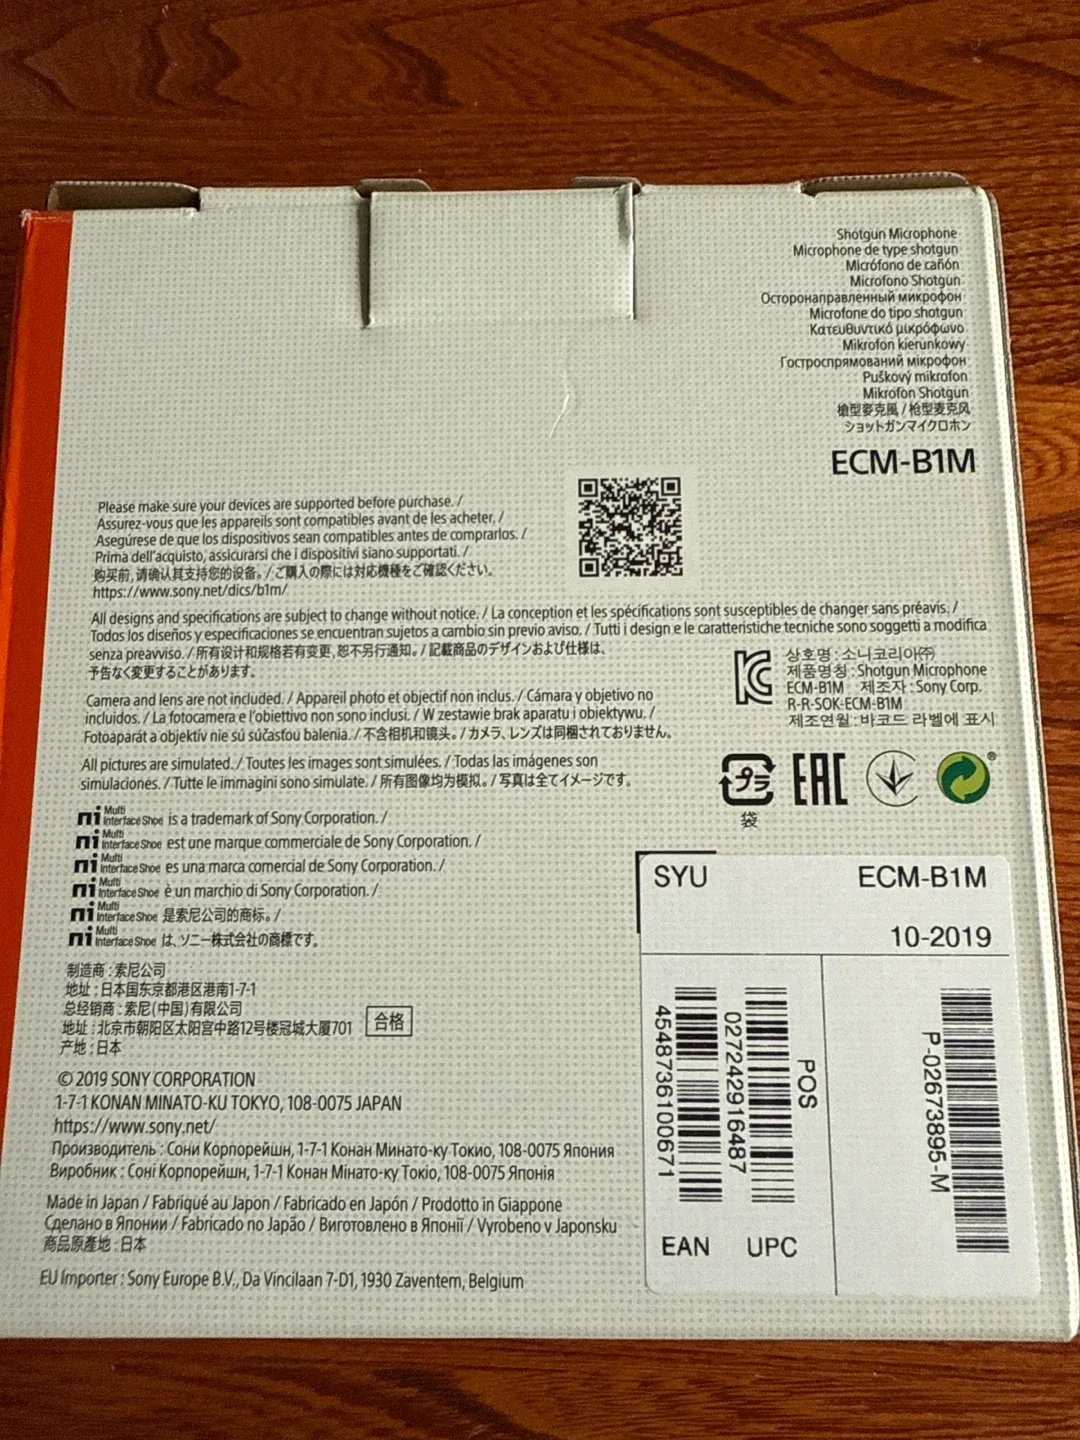 Shotgun Microphone
Microphone de type shotgun
Micrófono de cañón
Microfono Shotgun
Остронаправленный микрофон
Microfone do tipo shotgun
Κατευθυντικό μικρόφωνο
Mikrofon kierunkowy
Гостроспрямований мікрофон
Puškový mikrofon
Mikrofón Shotgun
槍型麥克風 / 枪型麦克风
ショットガンマイクロホン
ECM-B1M
Please make sure your devices are supported before purchase. /
Assurez-vous que les appareils sont compatibles avant de les acheter. /
Asegúrese de que los dispositivos sean compatibles antes de comprarlos. /
Prima dell'acquisto, assicurarsi che i dispositivi siano supportati. /
购买前,请确认其支持您的设备。/ ご購入の際には対応機種をご確認ください。
https://www.sony.net/dics/b1m/
All designs and specifications are subject to change without notice. / La conception et les spécifications sont susceptibles de changer sans préavis. /
Todos los diseños y especificaciones se encuentran sujetos a cambio sin previo aviso. / Tutti i design e le caratteristiche tecniche sono soggetti a modifica
senza preavviso. / 所有设计和规格若有变更,恕不另行通知。/ 記載商品のデザインおよび仕様は、
予告なく変更することがあります。
상호명 : 소니코리아㈜
제품명칭 : Shotgun Microphone
ECM-B1M 제조자 : Sony Corp.
R-R-SOK-ECM-B1M
제조연월 : 바코드 라벨에 표시
Camera and lens are not included. / Appareil photo et objectif non inclus. / Cámara y objetivo no
incluidos. / La fotocamera e l'obiettivo non sono inclusi. / W zestawie brak aparatu i obiektywu. /
Fotoaparát a objektív nie sú súčasťou balenia. / 不含相机和镜头。/ カメラ、レンズは同梱されておりません。
All pictures are simulated. / Toutes les images sont simulées. / Todas las imágenes son
simulaciones. / Tutte le immagini sono simulate. / 所有图像均为模拟。/ 写真は全てイメージです。
プラ
袋
EAC
®
Multi Interface Shoe is a trademark of Sony Corporation. /
Multi Interface Shoe est une marque commerciale de Sony Corporation. /
Multi Interface Shoe es una marca comercial de Sony Corporation. /
Multi Interface Shoe è un marchio di Sony Corporation. /
Multi Interface Shoe 是索尼公司的商标。/
Multi Interface Shoe は、ソニー株式会社の商標です。
制造商 : 索尼公司
地址 : 日本国东京都港区港南1-7-1
总经销商 : 索尼(中国)有限公司
地址 : 北京市朝阳区太阳宫中路12号楼冠城大厦701
产地 : 日本
合格
© 2019 SONY CORPORATION
1-7-1 KONAN MINATO-KU TOKYO, 108-0075 JAPAN
https://www.sony.net/
Производитель : Сони Корпорейшн, 1-7-1 Конан Минато-ку Токио, 108-0075 Япония
Виробник : Соні Корпорейшн, 1-7-1 Конан Мінато-ку Токіо, 108-0075 Японія
Made in Japan / Fabriqué au Japon / Fabricado en Japón / Prodotto in Giappone
Сделано в Японии / Fabricado no Japão / Виготовлено в Японії / Vyrobeno v Japonsku
商品原產地 : 日本
EU Importer : Sony Europe B.V., Da Vincilaan 7-D1, 1930 Zaventem, Belgium
SYU
ECM-B1M
10-2019
4548736100671
027242916487
POS
P-02673895-M
EAN
UPC